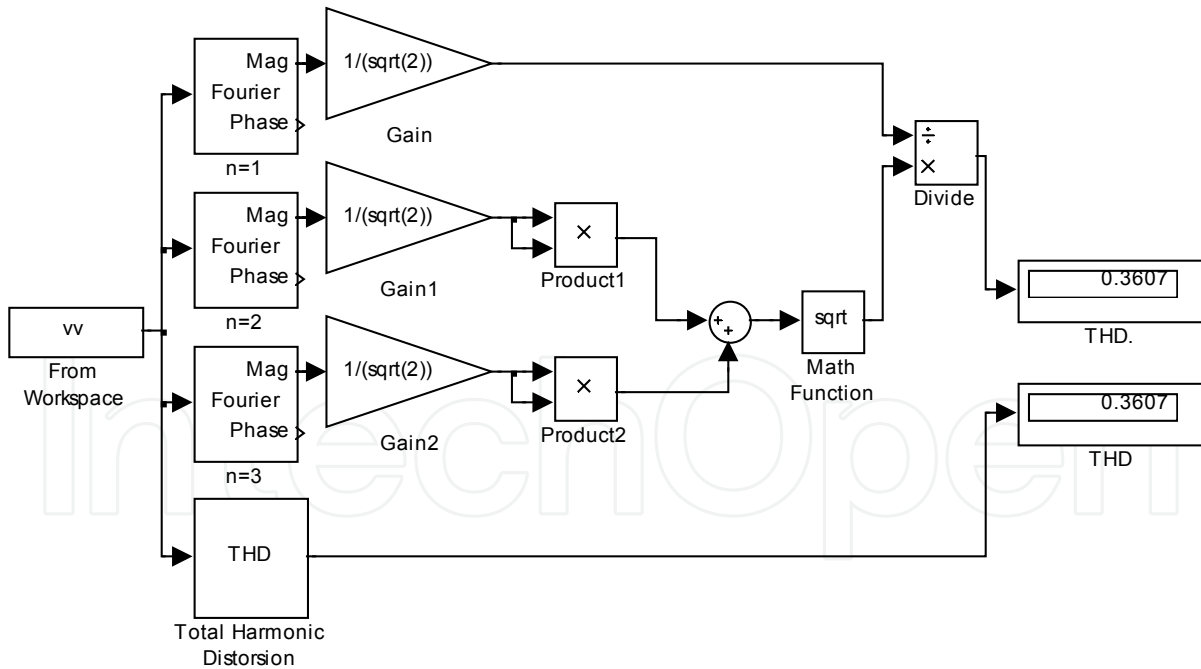 Mag
Fourier
Phase
n=1
1/(sqrt(2))
Gain
÷
×
Divide
Mag
Fourier
Phase
n=2
1/(sqrt(2))
Gain1
×
Product1
vv
From
Workspace
Mag
Fourier
Phase
n=3
1/(sqrt(2))
Gain2
×
Product2
+
+
sqrt
Math
Function
0.3607
THD.
0.3607
THD
THD
Total Harmonic
Distorsion
IntechOpen